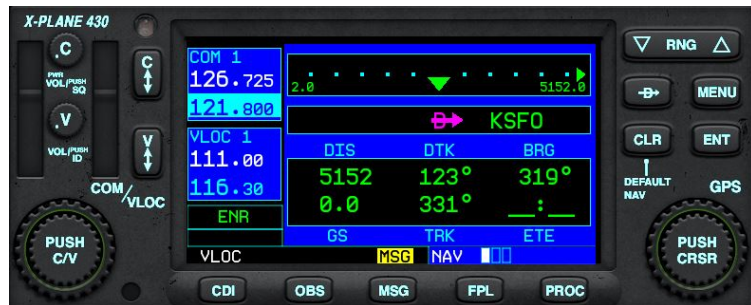 X-PLANE 430
C
PWR
VOL/PUSH
SQ
C
V
VOL/PUSH
ID
V
COM/VLOC
PUSH
C/V
COM 1
126.725
121.800
VLOC 1
111.00
116.30
ENR
VLOC
MSG
NAV
2.0
5152.0
D
KSFO
DIS DTK BRG
5152 123° 319°
0.0 331° __:__
GS TRK ETE
RNG
D
MENU
CLR
ENT
DEFAULT
NAV
GPS
PUSH
CRSR
CDI OBS MSG FPL PROC